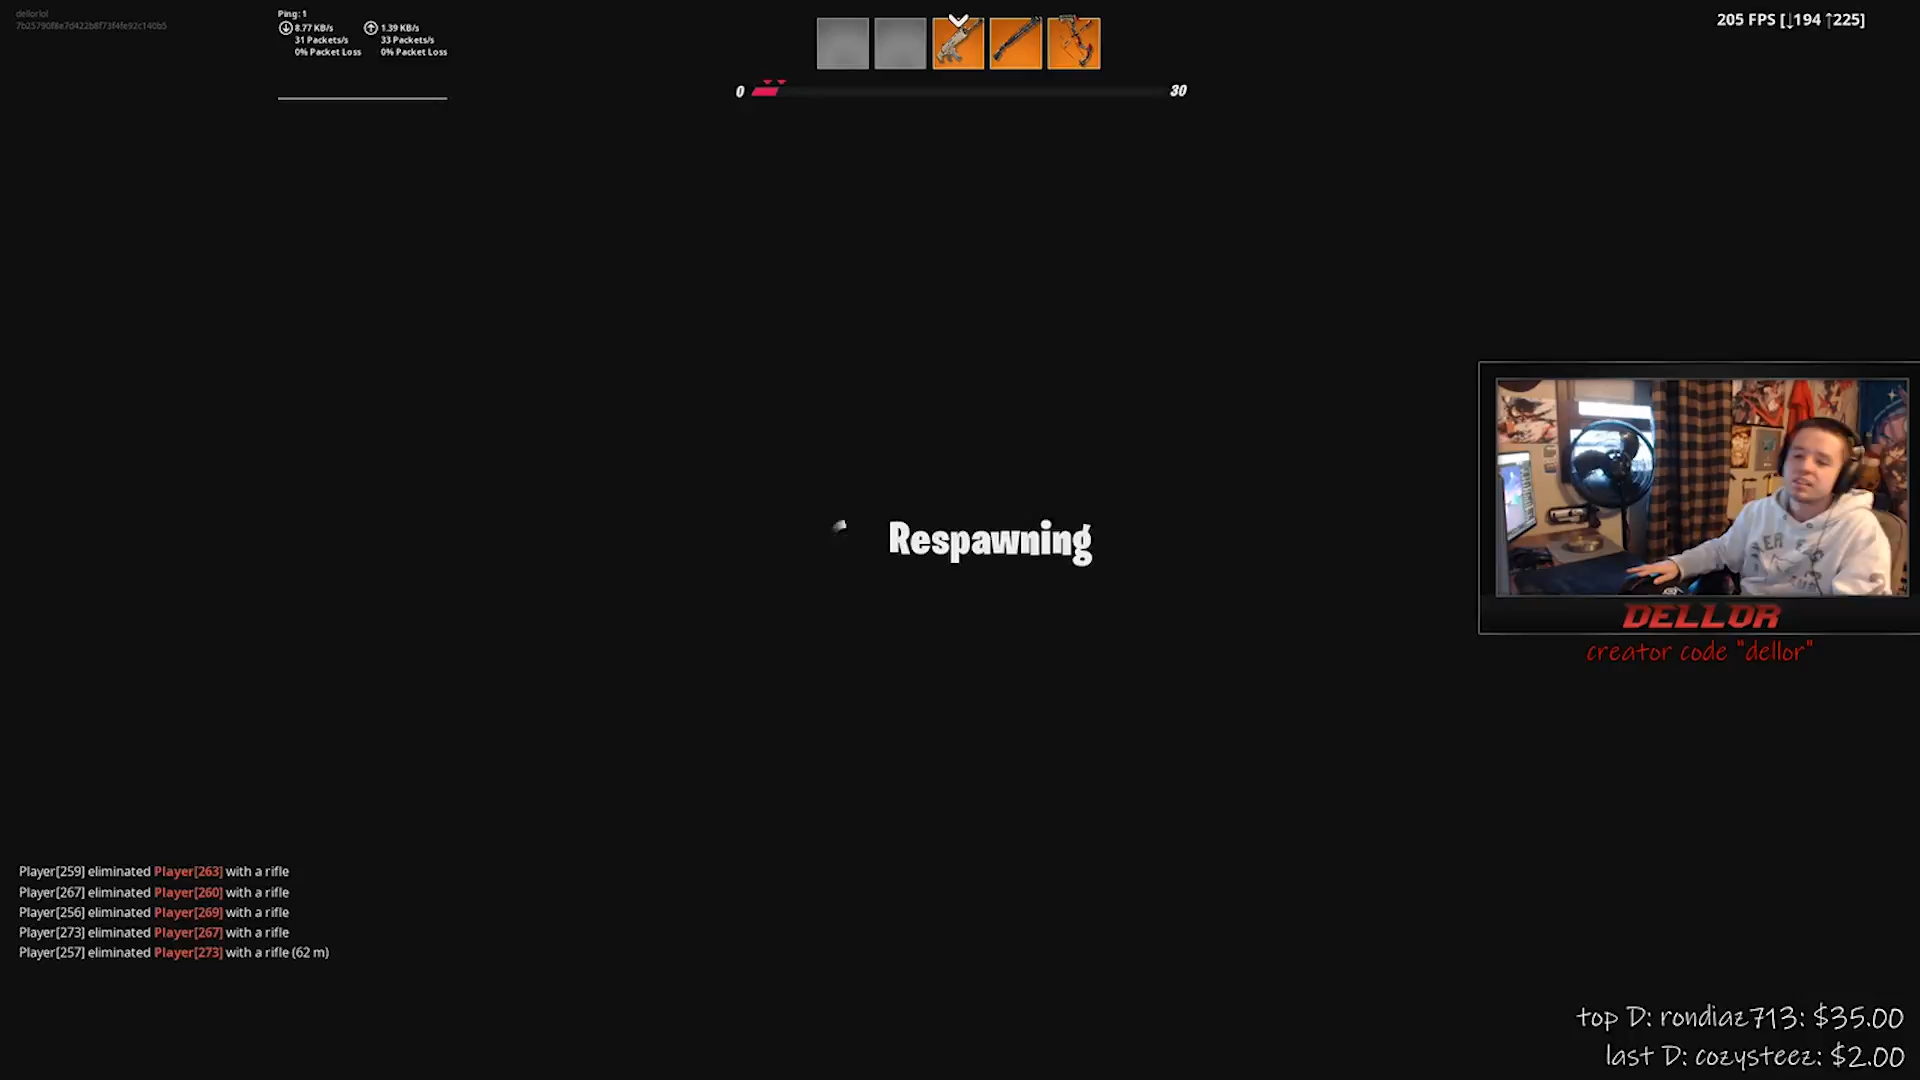 dellorlol
Ping: 1
8.77 KB/s 1.39 KB/s
31 Packets/s 33 Packets/s
0% Packet Loss 0% Packet Loss
205 FPS [↓194 ↑225]
0 30
Respawning
DELLOR
creator code "dellor"
Player[259] eliminated Player[263] with a rifle
Player[267] eliminated Player[260] with a rifle
Player[256] eliminated Player[269] with a rifle
Player[273] eliminated Player[267] with a rifle
Player[257] eliminated Player[273] with a rifle (62 m)
top D: rondiaz713: $35.00
last D: cozysteez: $2.00